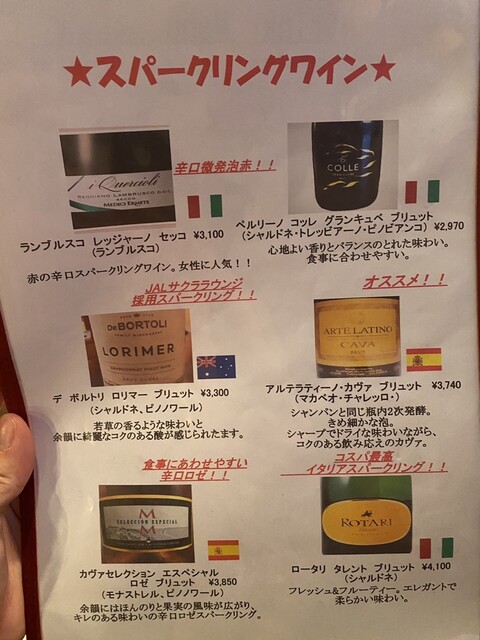 ★スパークリングワイン★
辛口微発泡赤！！
i Quercioli
REGGIANO LAMBRUSCO DOC
SECCO
MEDICI ERMETE
ランブルスコ レッジャーノ セッコ ¥3,100
（ランブルスコ）
赤の辛口スパークリングワイン。女性に人気！！
COLLE
ペルリーノ コッレ グランキュベ ブリュット
（シャルドネ・トレッビアーノ・ピノビアンコ）¥2,970
心地よい香りとバランスのとれた味わい。
食事に合わせやすい。
JALサクララウンジ
採用スパークリング！！
DE BORTOLI
LORIMER
CHARDONNAY PINOT NOIR
デ ボルトリ ロリマー ブリュット ¥3,300
（シャルドネ、ピノノワール）
若草の香るような味わいと
余韻に綺麗なコクのある酸が感じられます。
オススメ！！
ARTE LATINO
CAVA
BRUT
アルテラティーノ・カヴァ ブリュット ¥3,740
（マカベオ・チャレッロ・）
シャンパンと同じ瓶内2次発酵。
きめ細かな泡。
シャープでドライな味わいながら、
コクのある飲み応えのカヴァ。
食事にあわせやすい
辛口ロゼ！！
M
SELECCION ESPECIAL
M
カヴァセレクション エスペシャル
ロゼ ブリュット ¥3,850
（モナストレル、ピノノワール）
余韻にはほんのりと果実の風味が広がり、
キレのある味わいの辛口ロゼスパークリング。
コスパ最高
イタリアスパークリング！！
ROTARI
ロータリ タレント ブリュット ¥4,100
（シャルドネ）
フレッシュ&フルーティー。エレガントで
柔らかい味わい。